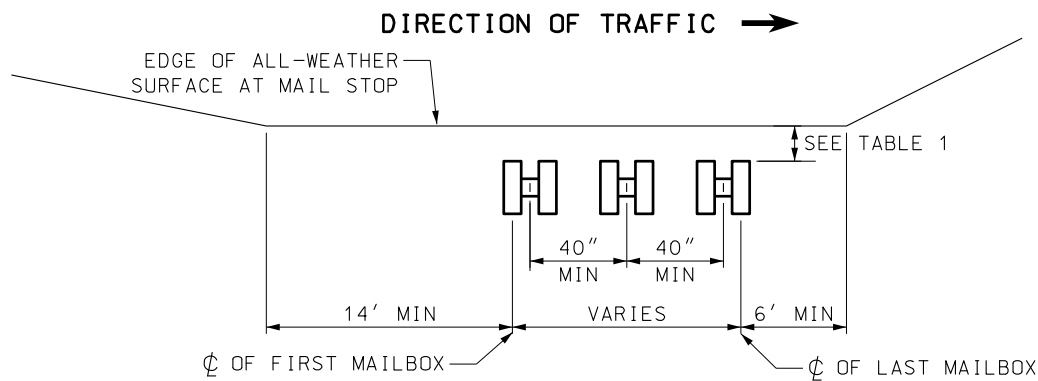 DIRECTION OF TRAFFIC
EDGE OF ALL-WEATHER
SURFACE AT MAIL STOP
SEE TABLE 1
40" 40"
MIN MIN
14' MIN VARIES 6' MIN
℄ OF FIRST MAILBOX
℄ OF LAST MAILBOX